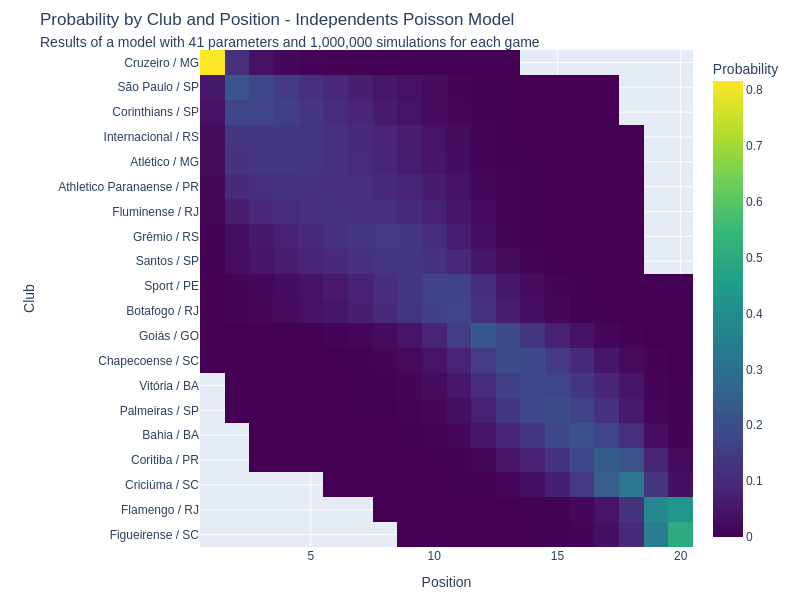 Probability by Club and Position - Independents Poisson Model
Results of a model with 41 parameters and 1,000,000 simulations for each game
Probability
Cruzeiro / MG
São Paulo / SP
Corinthians / SP
Internacional / RS
Atlético / MG
Athletico Paranaense / PR
Fluminense / RJ
Grêmio / RS
Santos / SP
Sport / PE
Botafogo / RJ
Goiás / GO
Chapecoense / SC
Vitória / BA
Palmeiras / SP
Bahia / BA
Coritiba / PR
Criciúma / SC
Flamengo / RJ
Figueirense / SC
Club
5 10 15 20
Position
0.8
0.7
0.6
0.5
0.4
0.3
0.2
0.1
0